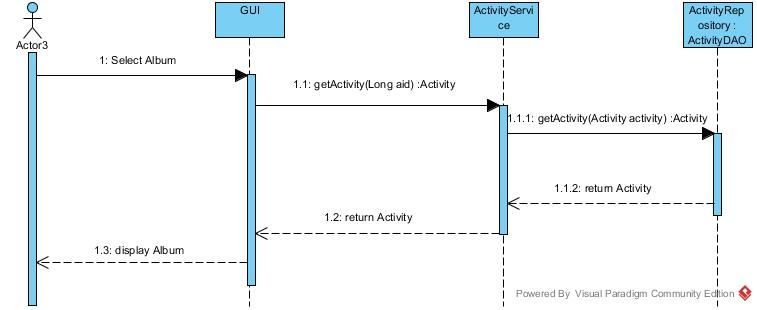 GUI
ActivityServi
ce
ActivityRep
ository :
ActivityDAO
Actor3
1: Select Album
1.1: getActivity(Long aid) :Activity
1.1.1: getActivity(Activity activity) :Activity
1.1.2: return Activity
1.2: return Activity
1.3: display Album
Powered By Visual Paradigm Community Edition